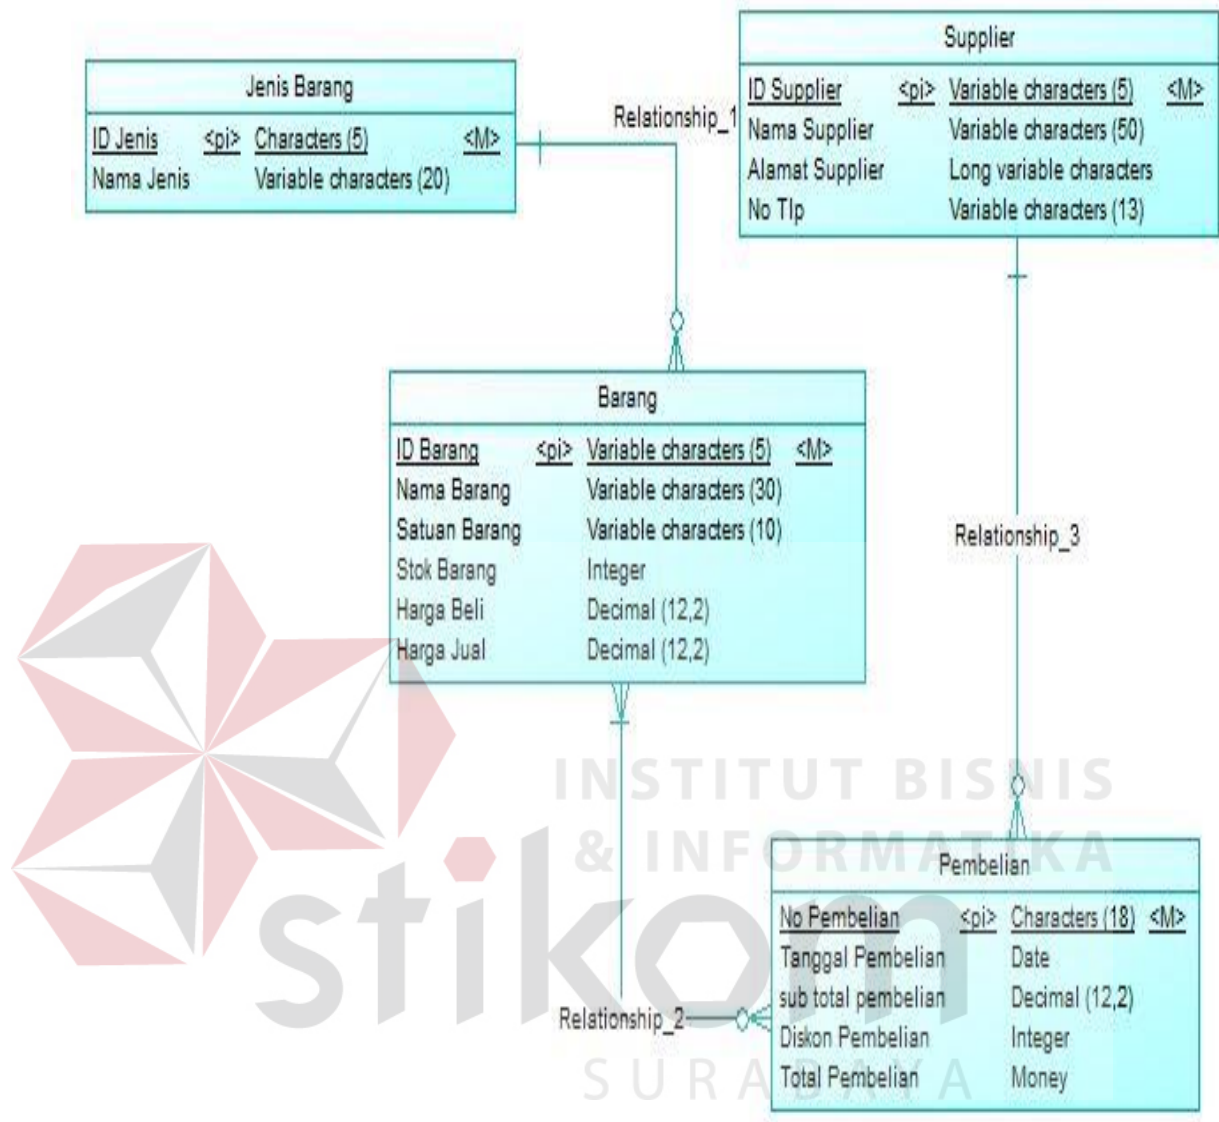 Supplier
ID Supplier <pi> Variable characters (5) <M>
Nama Supplier Variable characters (50)
Alamat Supplier Long variable characters
No Tlp Variable characters (13)
Jenis Barang
ID Jenis <pi> Characters (5) <M>
Nama Jenis Variable characters (20)
Relationship_1
Barang
ID Barang <pi> Variable characters (5) <M>
Nama Barang Variable characters (30)
Satuan Barang Variable characters (10)
Stok Barang Integer
Harga Beli Decimal (12,2)
Harga Jual Decimal (12,2)
Relationship_3
INSTITUT BISNIS
& INFORMATIKA
stikom
SURABAYA
Pembelian
No Pembelian <pi> Characters (18) <M>
Tanggal Pembelian Date
sub total pembelian Decimal (12,2)
Diskon Pembelian Integer
Total Pembelian Money
Relationship_2